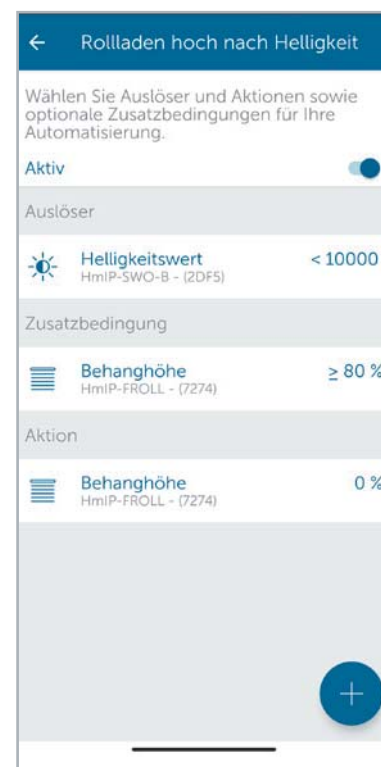 Rollladen hoch nach Helligkeit
Wählen Sie Auslöser und Aktionen sowie
optionale Zusatzbedingungen für Ihre
Automatisierung.
Aktiv
Auslöser
Helligkeitswert < 10000
HmIP-SWO-B - (2DF5)
Zusatzbedingung
Behanghöhe ≥ 80 %
HmIP-FROLL - (7274)
Aktion
Behanghöhe 0 %
HmIP-FROLL - (7274)